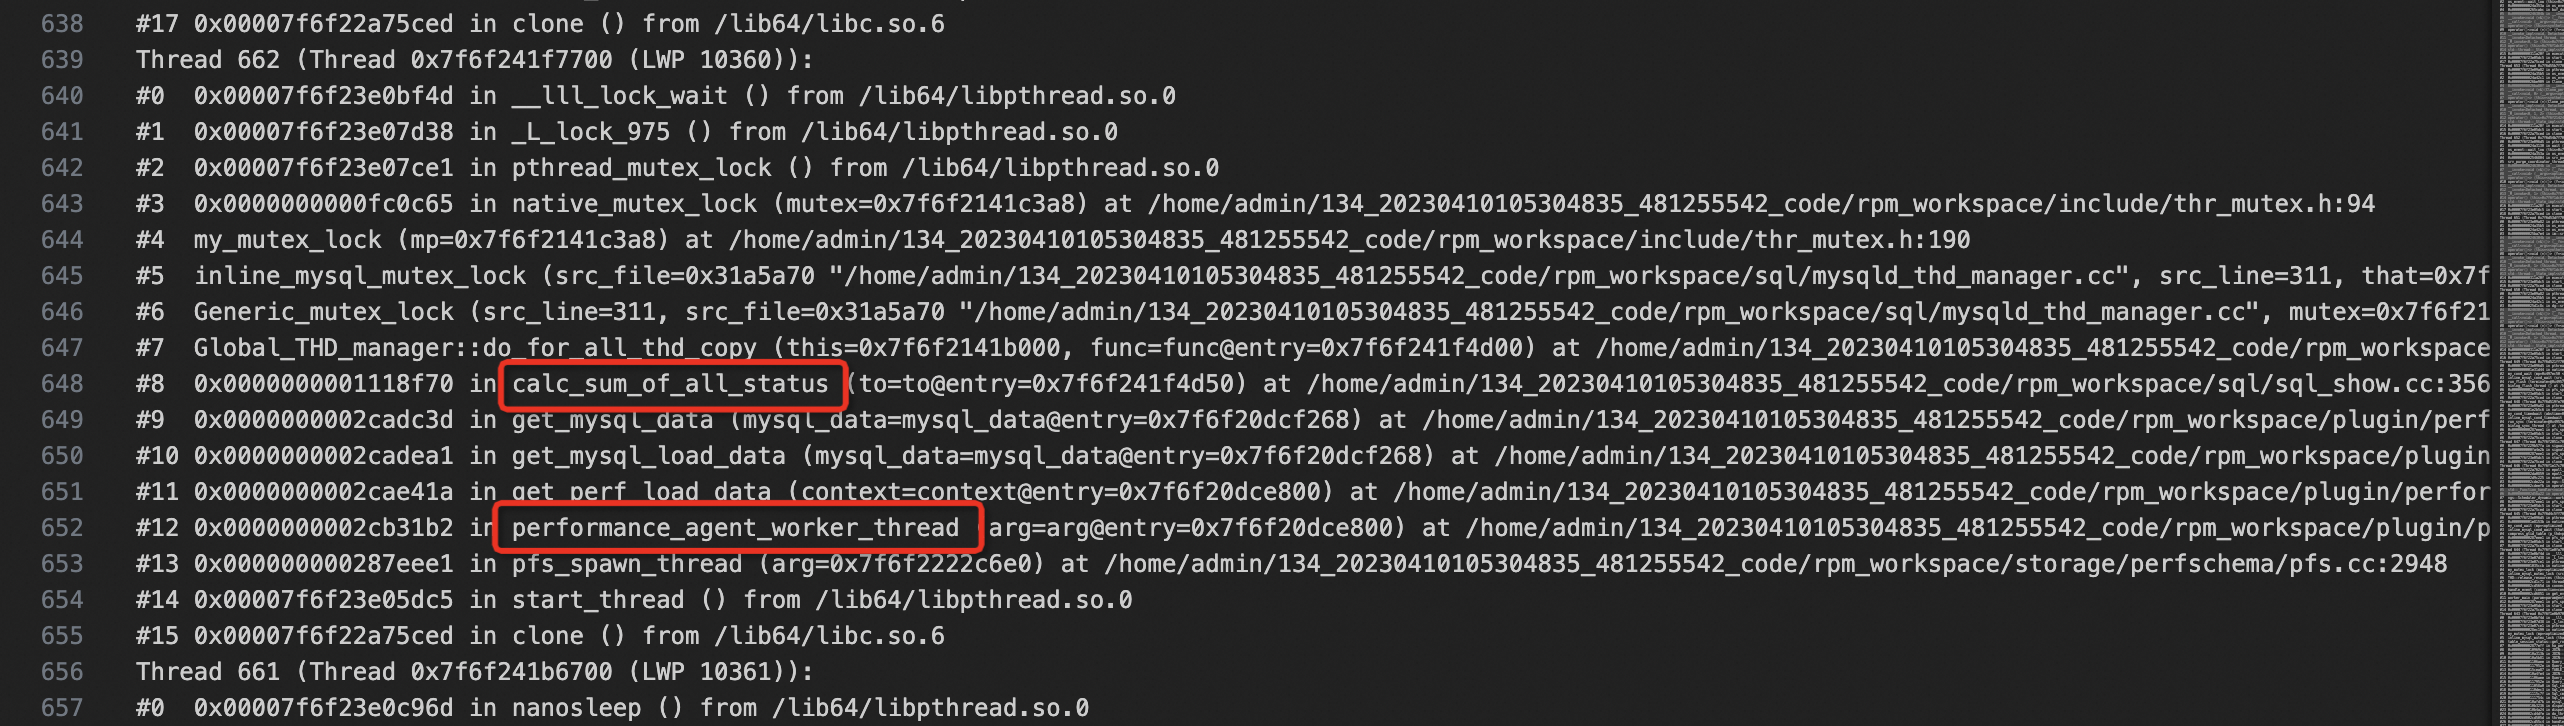 638 #17 0x00007f6f22a75ced in clone () from /lib64/libc.so.6
639 Thread 662 (Thread 0x7f6f241f7700 (LWP 10360)):
640 #0 0x00007f6f23e0bf4d in __lll_lock_wait () from /lib64/libpthread.so.0
641 #1 0x00007f6f23e07d38 in _L_lock_975 () from /lib64/libpthread.so.0
642 #2 0x00007f6f23e07ce1 in pthread_mutex_lock () from /lib64/libpthread.so.0
643 #3 0x0000000000fc0c65 in native_mutex_lock (mutex=0x7f6f2141c3a8) at /home/admin/134_20230410105304835_481255542_code/rpm_workspace/include/thr_mutex.h:94
644 #4 my_mutex_lock (mp=0x7f6f2141c3a8) at /home/admin/134_20230410105304835_481255542_code/rpm_workspace/include/thr_mutex.h:190
645 #5 inline_mysql_mutex_lock (src_file=0x31a5a70 "/home/admin/134_20230410105304835_481255542_code/rpm_workspace/sql/mysqld_thd_manager.cc", src_line=311, that=0x7f
646 #6 Generic_mutex_lock (src_line=311, src_file=0x31a5a70 "/home/admin/134_20230410105304835_481255542_code/rpm_workspace/sql/mysqld_thd_manager.cc", mutex=0x7f6f21
647 #7 Global_THD_manager::do_for_all_thd_copy (this=0x7f6f2141b000, func=func@entry=0x7f6f241f4d00) at /home/admin/134_20230410105304835_481255542_code/rpm_workspace
648 #8 0x0000000001118f70 in calc_sum_of_all_status (to=to@entry=0x7f6f241f4d50) at /home/admin/134_20230410105304835_481255542_code/rpm_workspace/sql/sql_show.cc:356
649 #9 0x0000000002cadc3d in get_mysql_data (mysql_data=mysql_data@entry=0x7f6f20dcf268) at /home/admin/134_20230410105304835_481255542_code/rpm_workspace/plugin/perf
650 #10 0x0000000002cadea1 in get_mysql_load_data (mysql_data=mysql_data@entry=0x7f6f20dcf268) at /home/admin/134_20230410105304835_481255542_code/rpm_workspace/plugin
651 #11 0x0000000002cae41a in get_perf_load_data (context=context@entry=0x7f6f20dce800) at /home/admin/134_20230410105304835_481255542_code/rpm_workspace/plugin/perfor
652 #12 0x0000000002cb31b2 in performance_agent_worker_thread arg=arg@entry=0x7f6f20dce800) at /home/admin/134_20230410105304835_481255542_code/rpm_workspace/plugin/p
653 #13 0x000000000287eee1 in pfs_spawn_thread (arg=0x7f6f2222c6e0) at /home/admin/134_20230410105304835_481255542_code/rpm_workspace/storage/perfschema/pfs.cc:2948
654 #14 0x00007f6f23e05dc5 in start_thread () from /lib64/libpthread.so.0
655 #15 0x00007f6f22a75ced in clone () from /lib64/libc.so.6
656 Thread 661 (Thread 0x7f6f241b6700 (LWP 10361)):
657 #0 0x00007f6f23e0c96d in nanosleep () from /lib64/libpthread.so.0